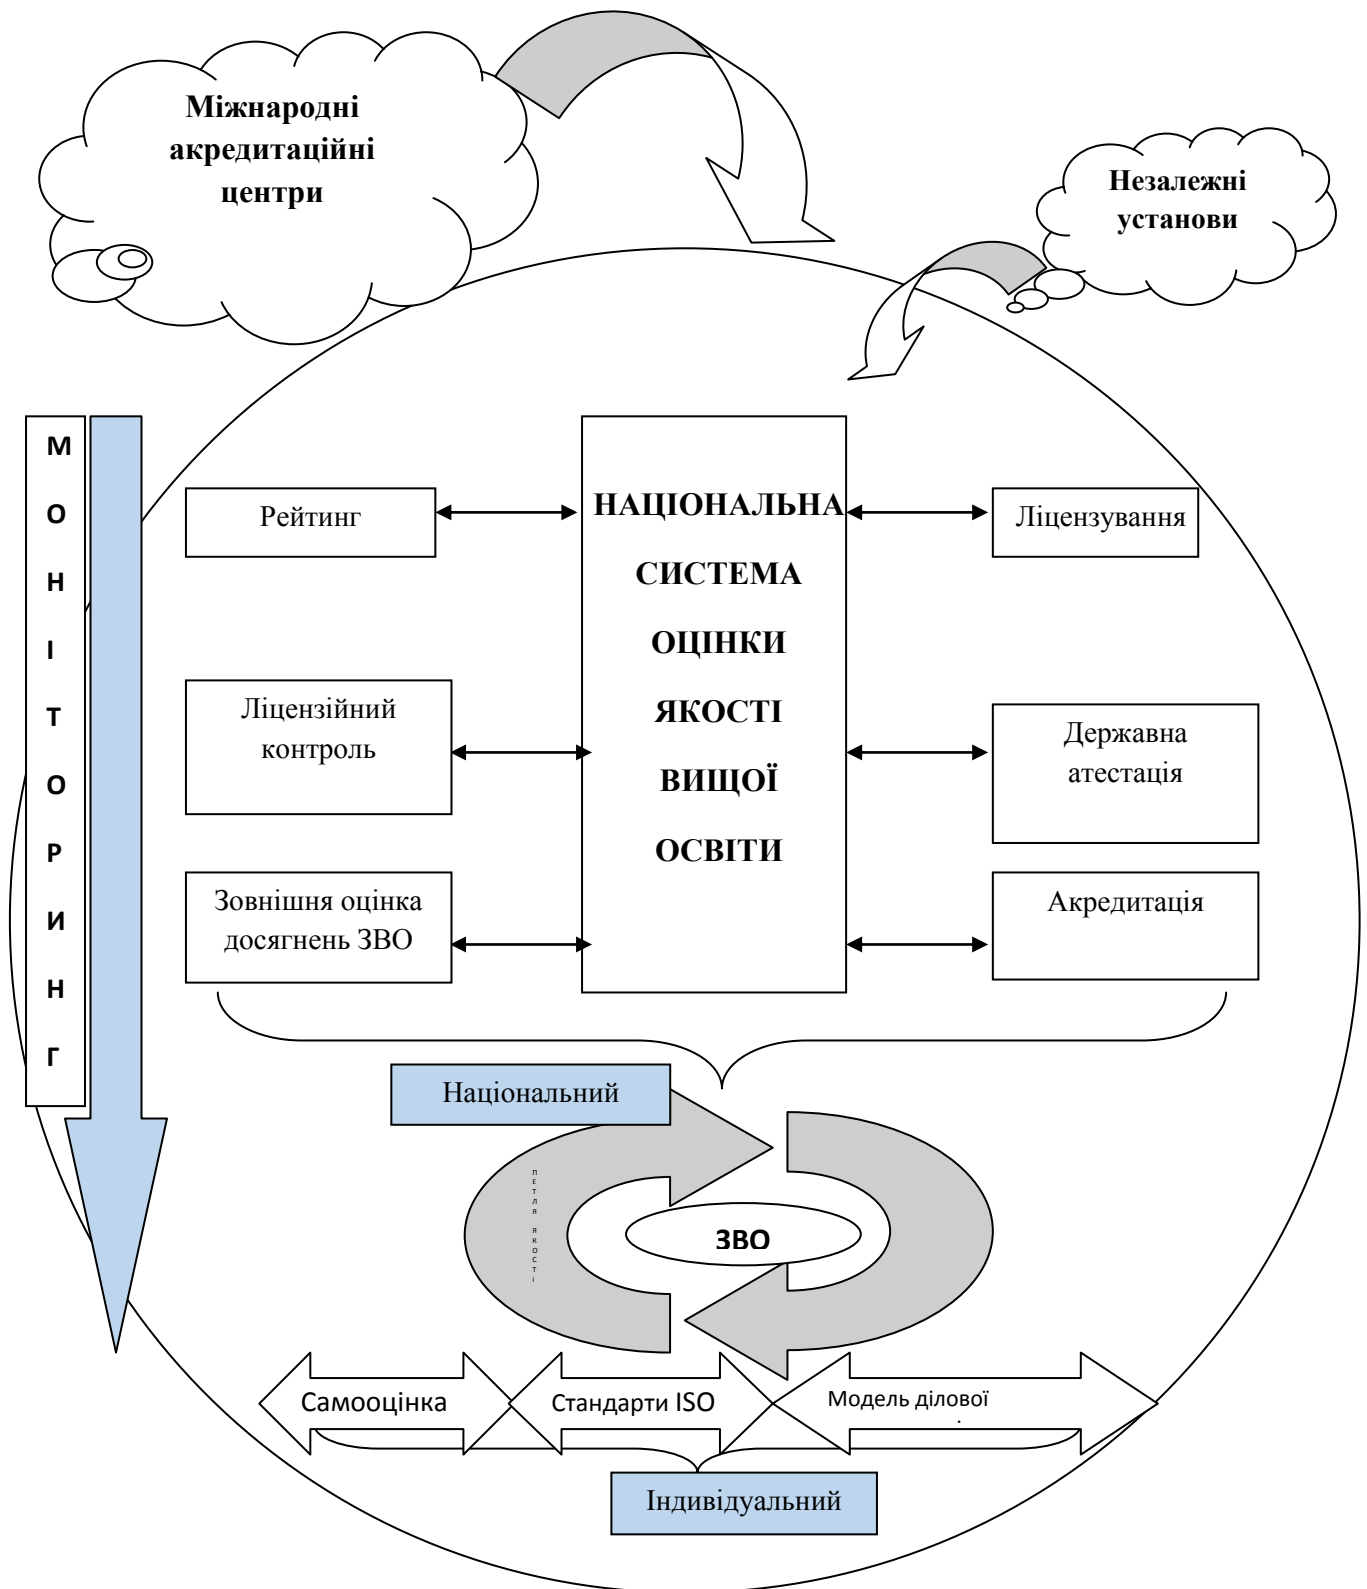 Міжнародні
акредитаційні
центри
Незалежні
установи
МОНІТОРИНГ
Рейтинг
НАЦІОНАЛЬНА
СИСТЕМА
ОЦІНКИ
ЯКОСТІ
ВИЩОЇ
ОСВІТИ
Ліцензування
Ліцензійний
контроль
Державна
атестація
Зовнішня оцінка
досягнень ЗВО
Акредитація
Національний
ПЕТЛЯ ЯКОСТІ
ЗВО
Самооцінка
Стандарти ISO
Модель ділової
Індивідуальний